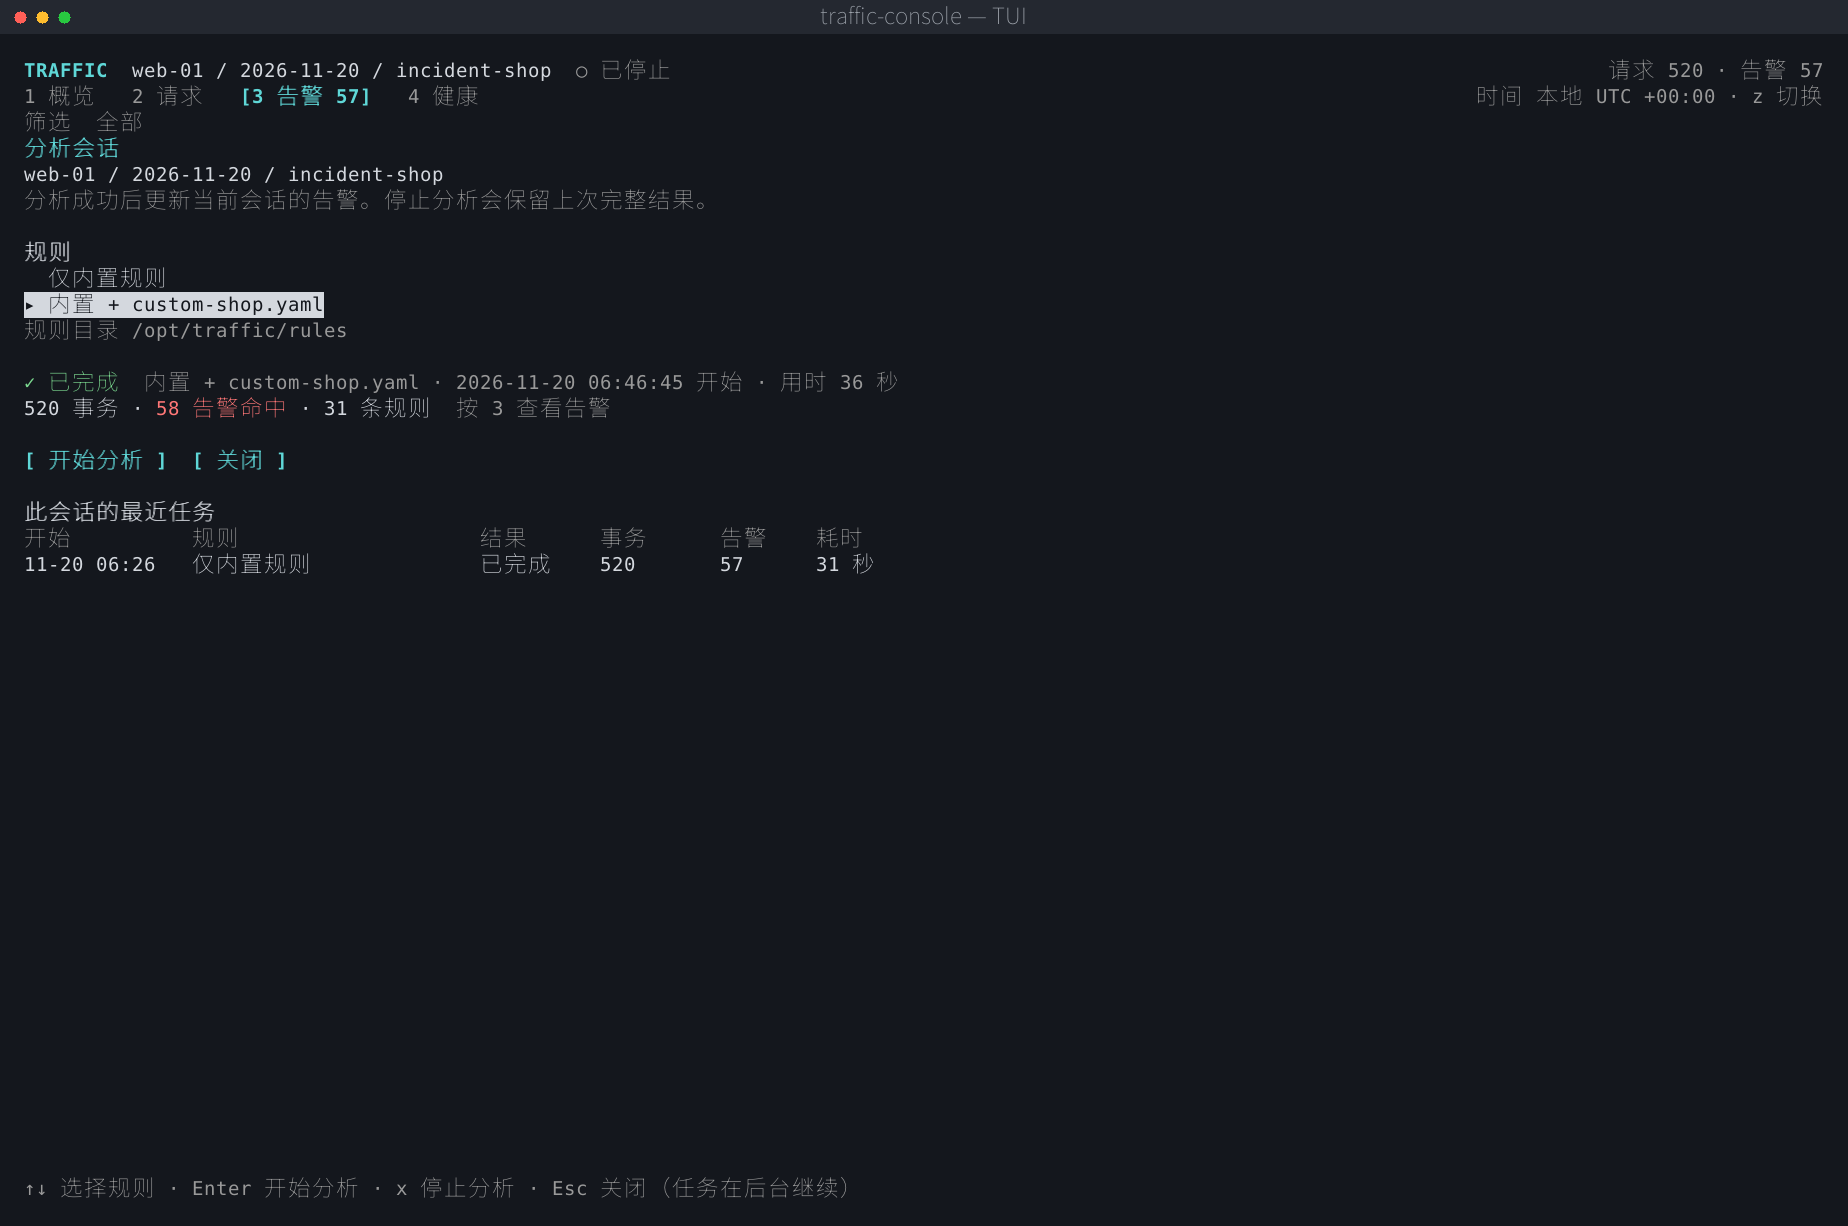 traffic-console — TUI
TRAFFIC web-01 / 2026-11-20 / incident-shop ○ 已停止 请求 520 · 告警 57
1 概览 2 请求 [3 告警 57] 4 健康 时间 本地 UTC +00:00 · z 切换
筛选 全部
分析会话
web-01 / 2026-11-20 / incident-shop
分析成功后更新当前会话的告警。停止分析会保留上次完整结果。
规则
仅内置规则
▸ 内置 + custom-shop.yaml
规则目录 /opt/traffic/rules
✓ 已完成 内置 + custom-shop.yaml · 2026-11-20 06:46:45 开始 · 用时 36 秒
520 事务 · 58 告警命中 · 31 条规则 按 3 查看告警
[ 开始分析 ] [ 关闭 ]
此会话的最近任务
开始 规则 结果 事务 告警 耗时
11-20 06:26 仅内置规则 已完成 520 57 31 秒
↑↓ 选择规则 · Enter 开始分析 · x 停止分析 · Esc 关闭（任务在后台继续）